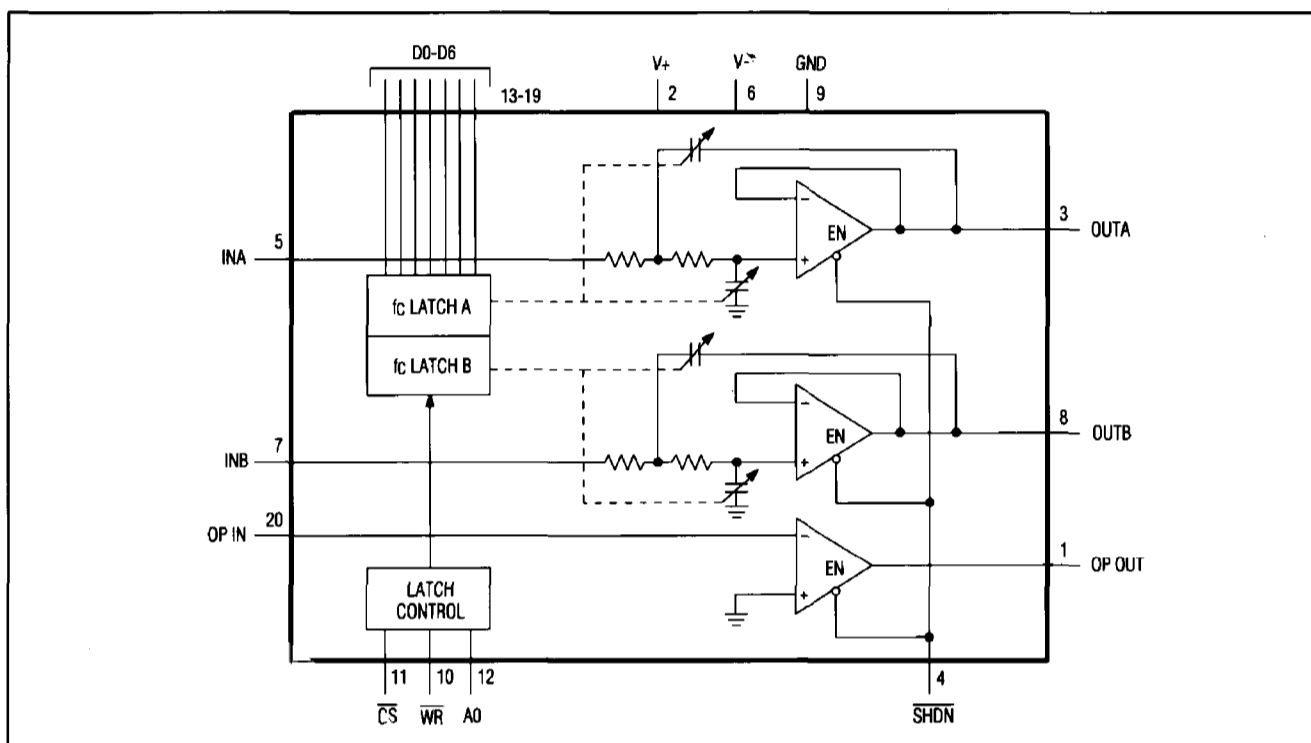 D0-D6
13-19
V+
2
V-
6
GND
9
INA
5
fc LATCH A
fc LATCH B
-
+
EN
3
OUTA
INB
7
-
+
EN
8
OUTB
OP IN
20
-
+
EN
1
OP OUT
LATCH
CONTROL
11
10
12
CS
WR
A0
4
SHDN